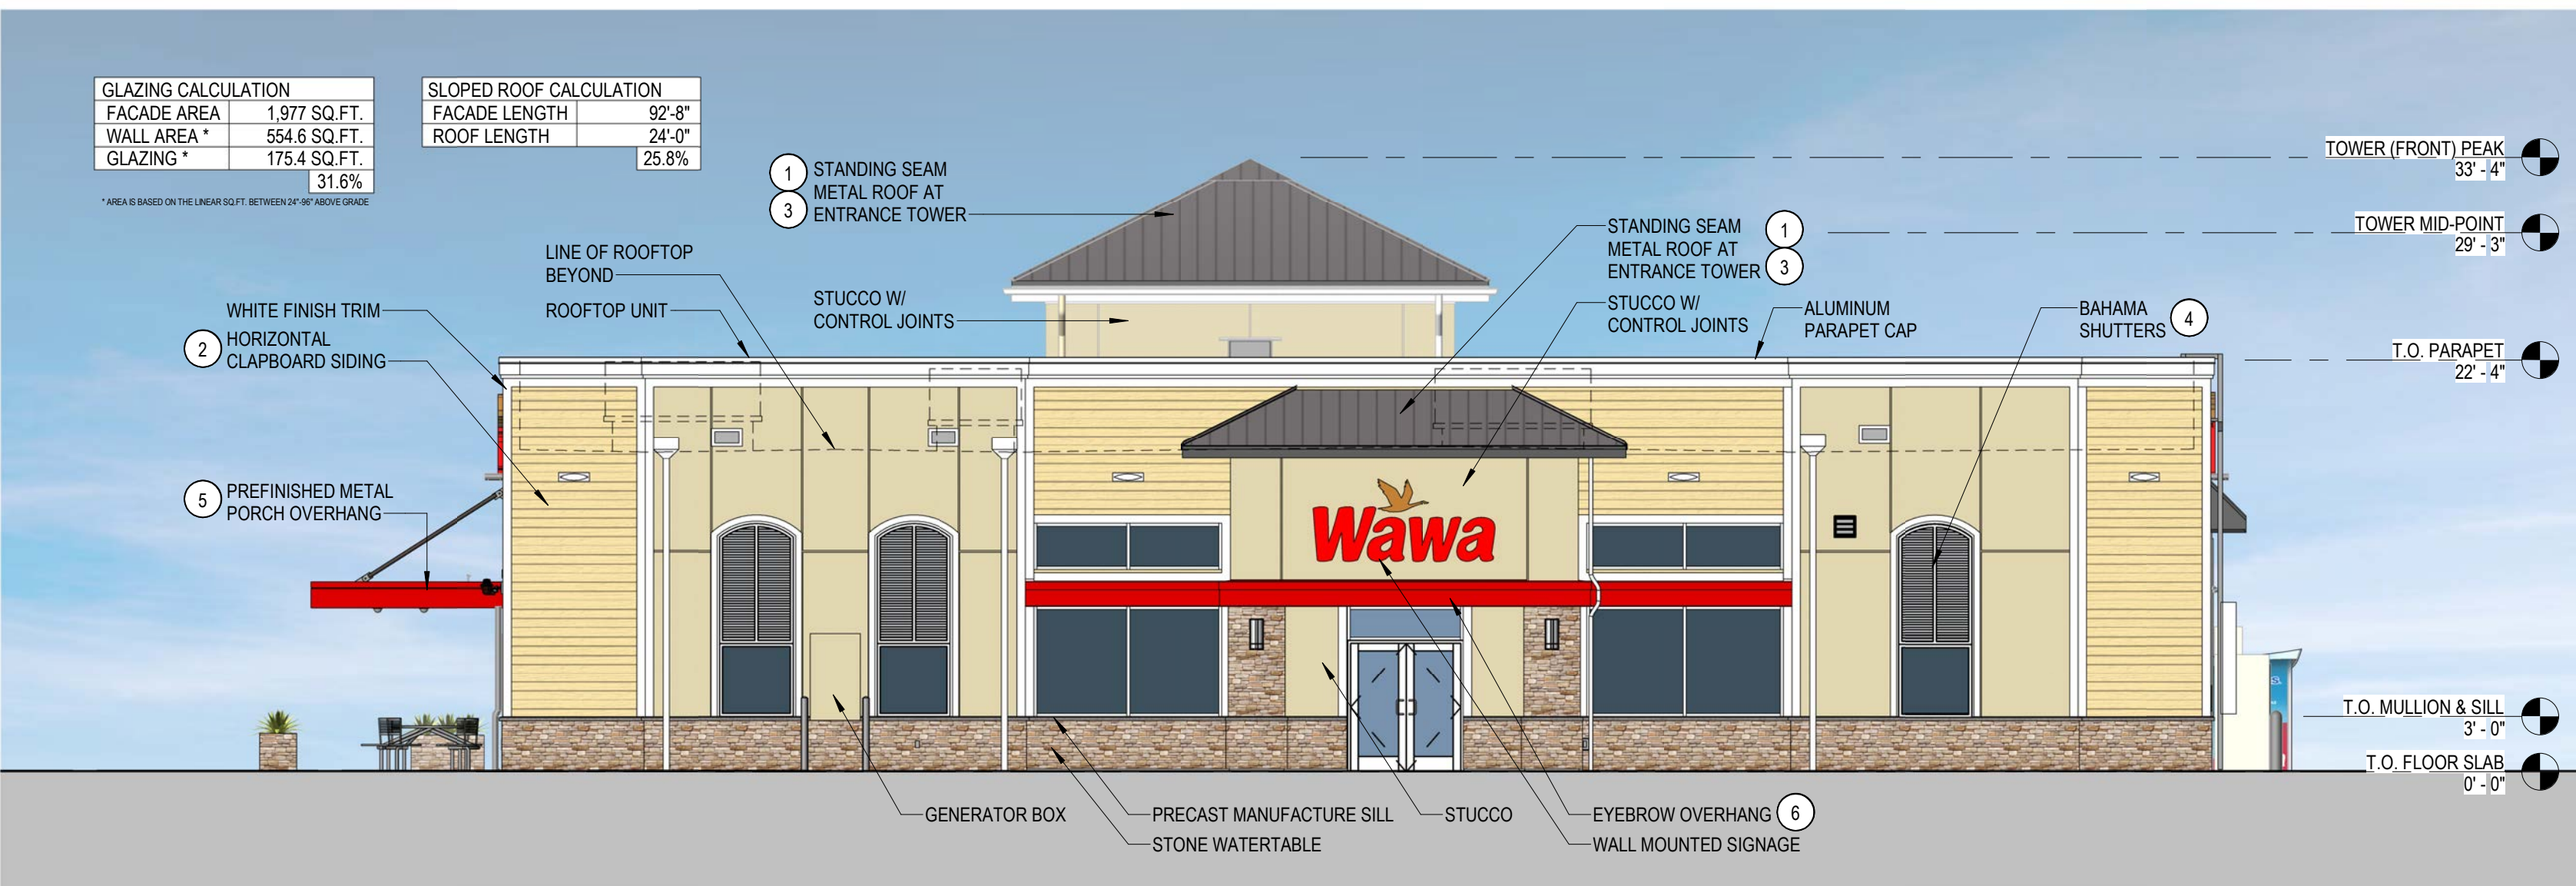 GLAZING CALCULATION
FACADE AREA 1,977 SQ.FT.
WALL AREA * 554.6 SQ.FT.
GLAZING * 175.4 SQ.FT.
31.6%
* AREA IS BASED ON THE LINEAR SQ.FT. BETWEEN 24"-96" ABOVE GRADE
SLOPED ROOF CALCULATION
FACADE LENGTH 92'-8"
ROOF LENGTH 24'-0"
25.8%
1 STANDING SEAM
METAL ROOF AT
3 ENTRANCE TOWER
LINE OF ROOFTOP
BEYOND
ROOFTOP UNIT
STUCCO W/
CONTROL JOINTS
WHITE FINISH TRIM
2 HORIZONTAL
CLAPBOARD SIDING
5 PREFINISHED METAL
PORCH OVERHANG
STANDING SEAM 1
METAL ROOF AT
ENTRANCE TOWER 3
STUCCO W/
CONTROL JOINTS
ALUMINUM
PARAPET CAP
BAHAMA
SHUTTERS 4
TOWER (FRONT) PEAK
33' - 4"
TOWER MID-POINT
29' - 3"
T.O. PARAPET
22' - 4"
T.O. MULLION & SILL
3' - 0"
T.O. FLOOR SLAB
0' - 0"
Wawa
GENERATOR BOX
PRECAST MANUFACTURE SILL
STONE WATERTABLE
STUCCO
EYEBROW OVERHANG 6
WALL MOUNTED SIGNAGE